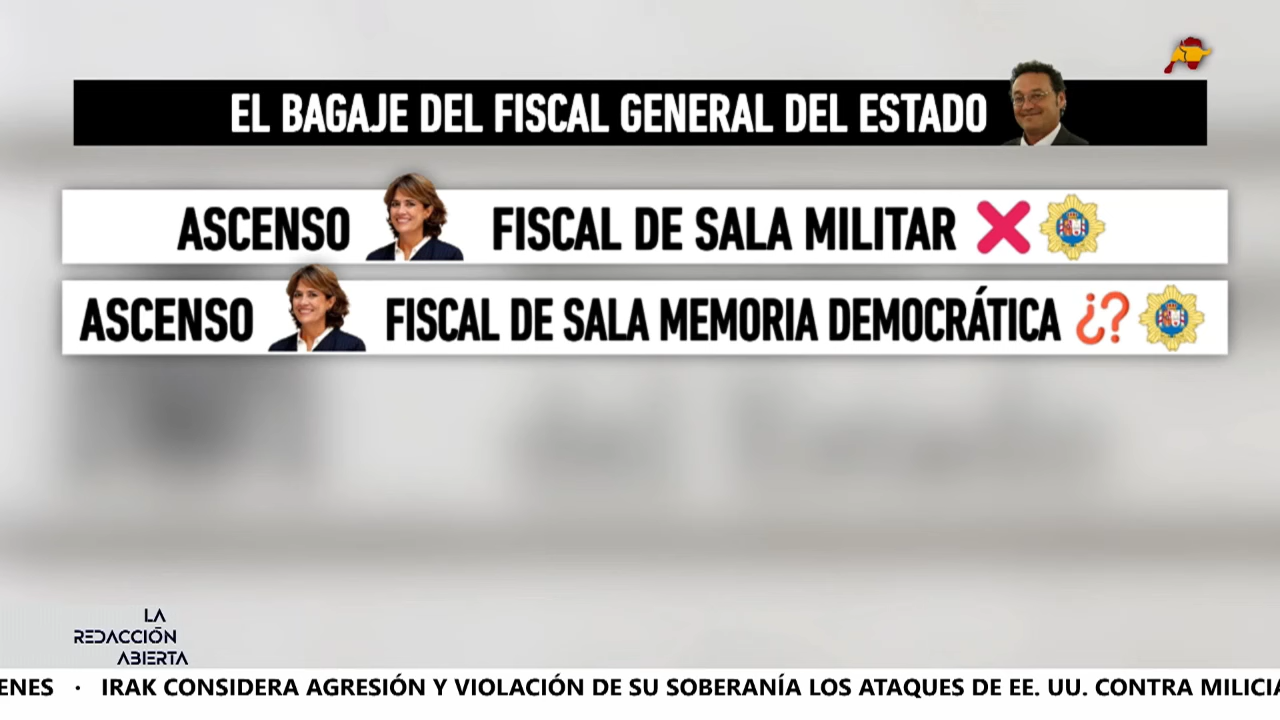 EL BAGAJE DEL FISCAL GENERAL DEL ESTADO
ASCENSO FISCAL DE SALA MILITAR
ASCENSO FISCAL DE SALA MEMORIA DEMOCRÁTICA ¿?
LA
REDACCIÓN
ABIERTA
ENES · IRAK CONSIDERA AGRESIÓN Y VIOLACIÓN DE SU SOBERANÍA LOS ATAQUES DE EE. UU. CONTRA MILICIA